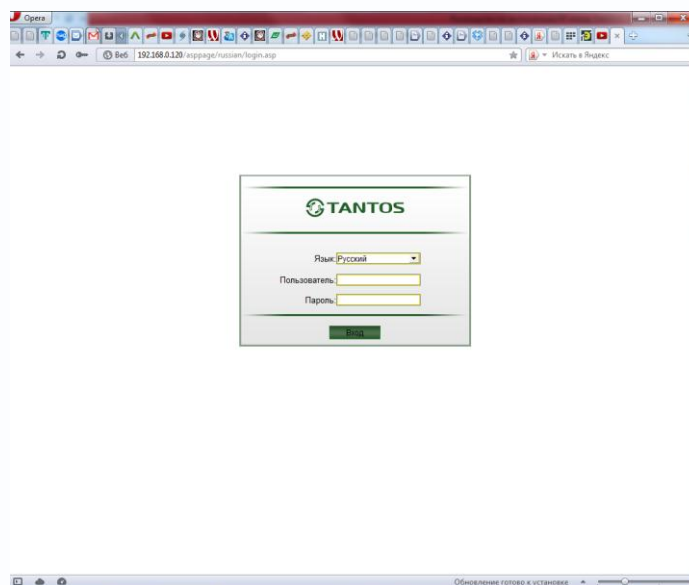 Opera
Веб 192.168.0.120/asppage/russian/login.asp
Искать в Яндекс
TANTOS
Язык: Русский
Пользователь:
Пароль:
Вход
Обновление готово к установке